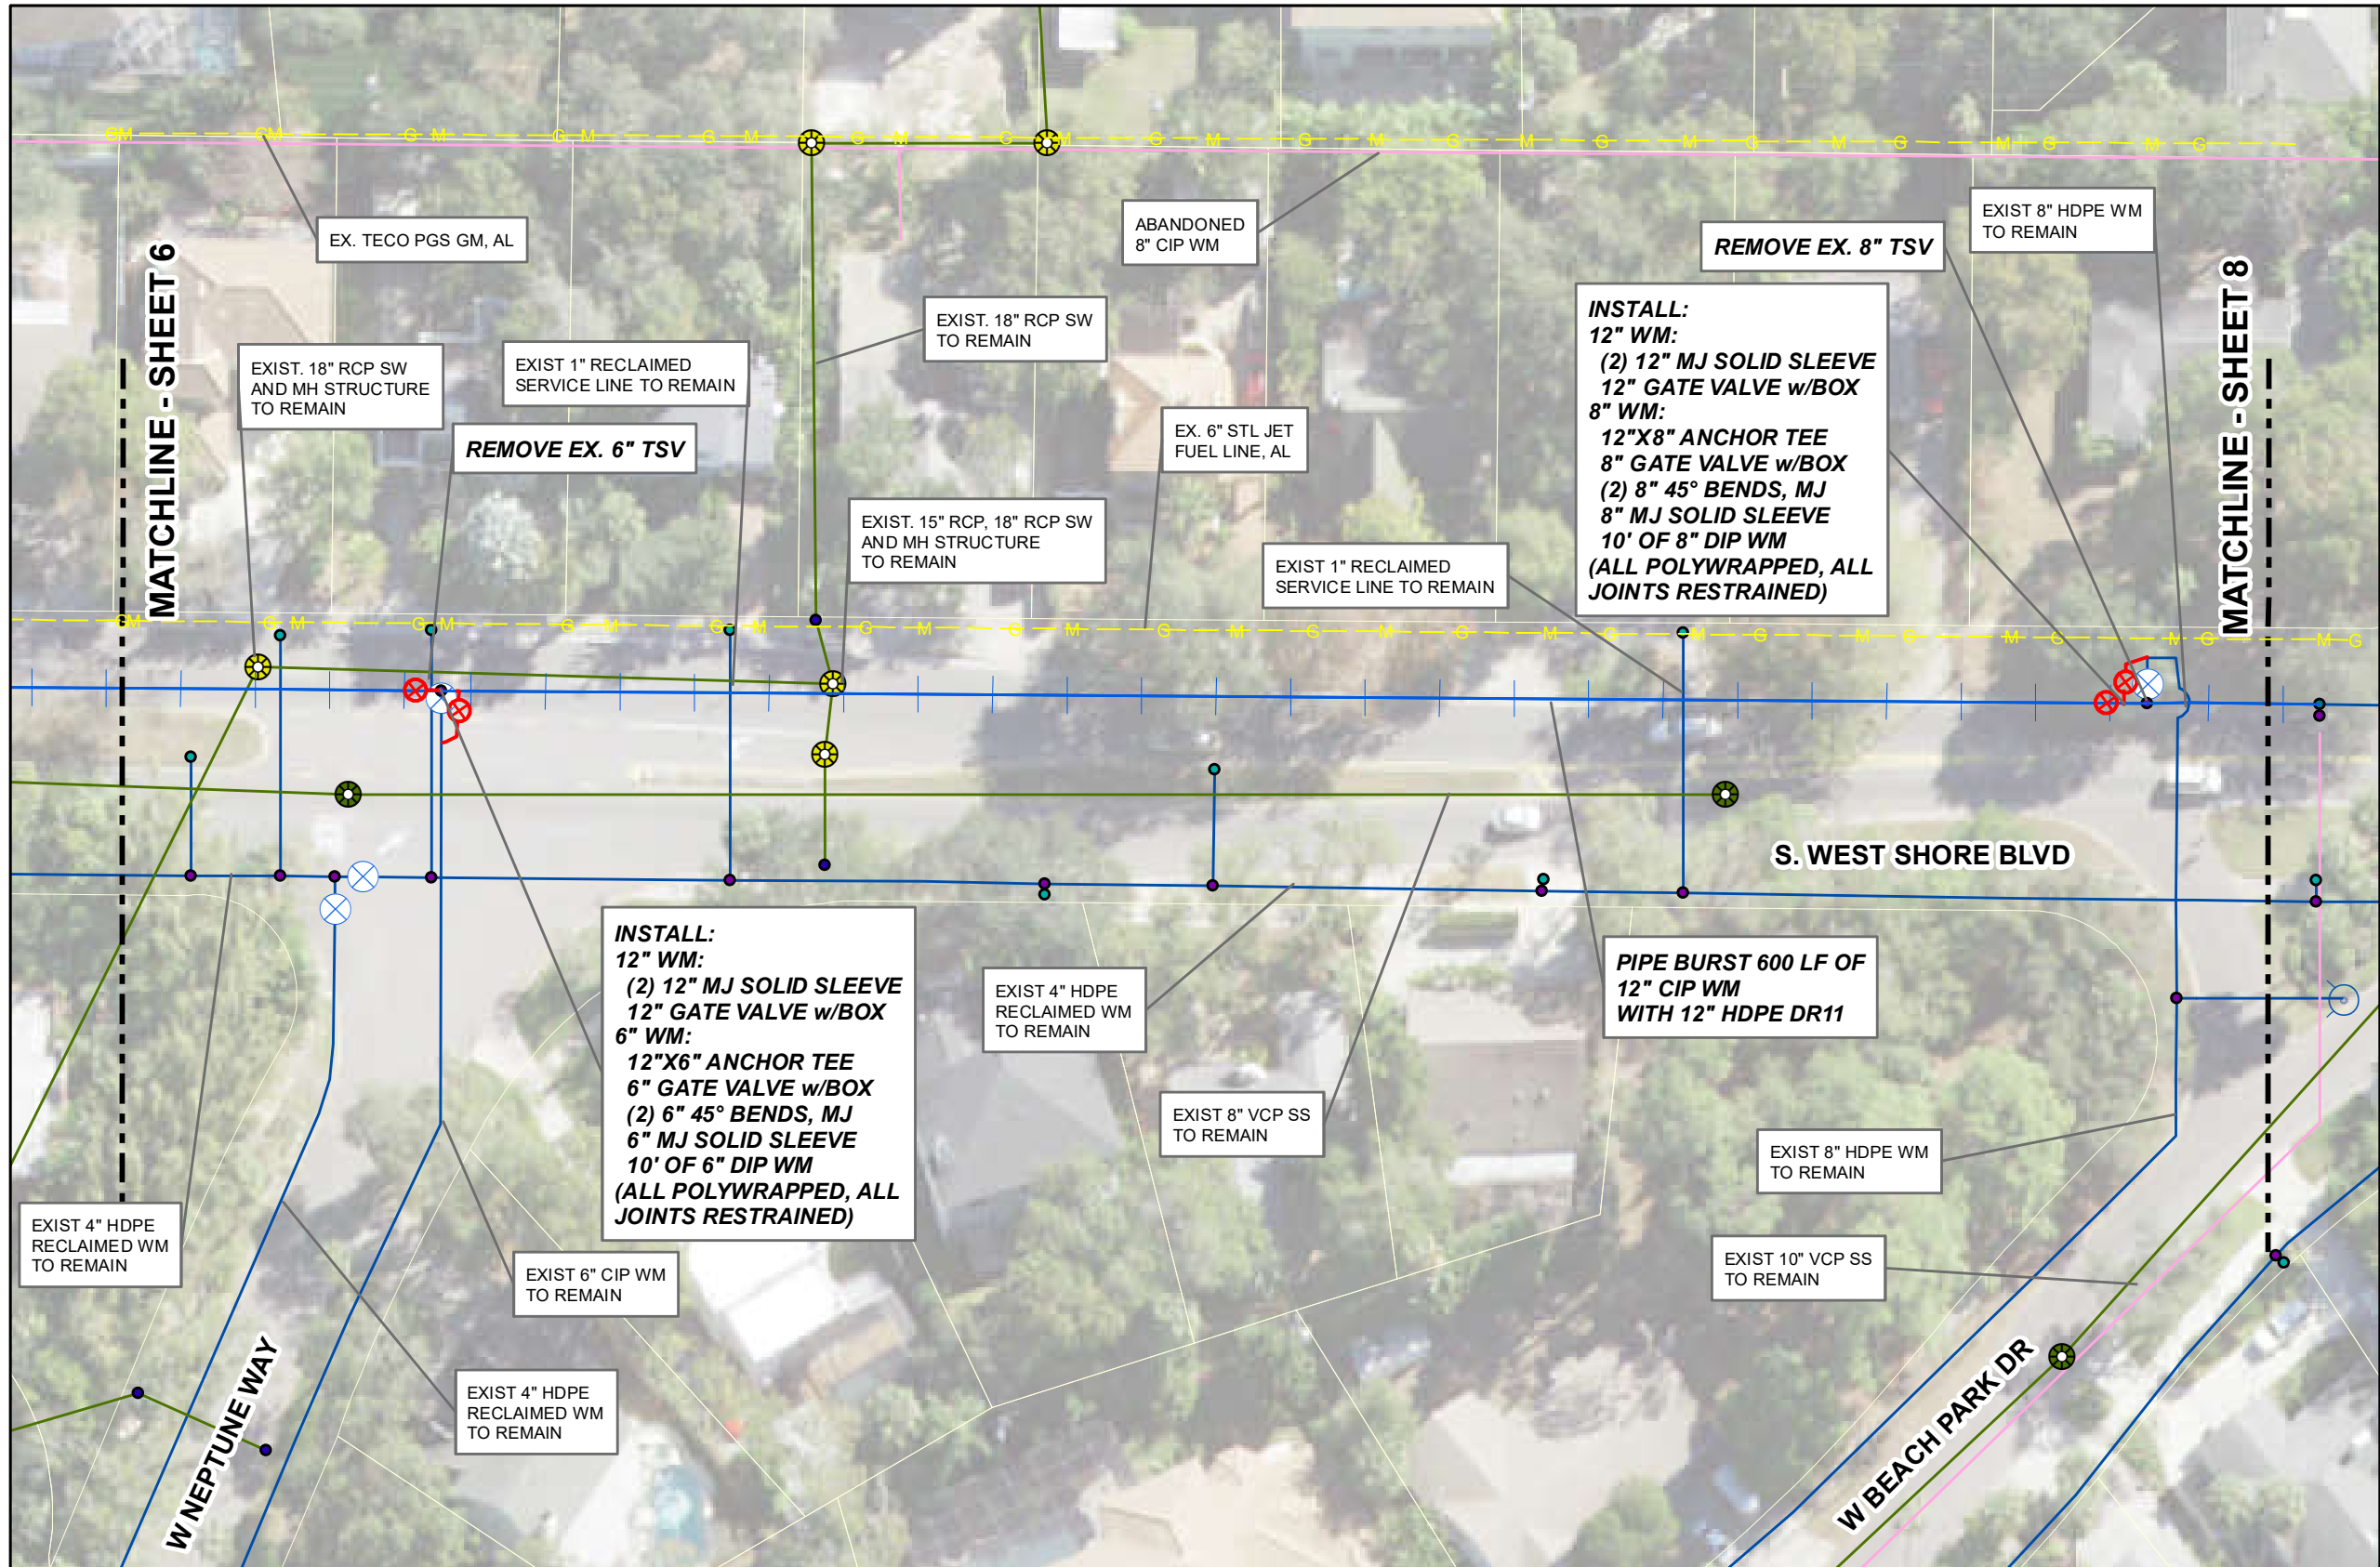 EX. TECO PGS GM, AL
ABANDONED
8" CIP WM
EXIST 8" HDPE WM
TO REMAIN
REMOVE EX. 8" TSV
MATCHLINE - SHEET 6
MATCHLINE - SHEET 8
EXIST. 18" RCP SW
TO REMAIN
INSTALL:
12" WM:
(2) 12" MJ SOLID SLEEVE
12" GATE VALVE w/BOX
8" WM:
12"X8" ANCHOR TEE
8" GATE VALVE w/BOX
(2) 8" 45° BENDS, MJ
8" MJ SOLID SLEEVE
10' OF 8" DIP WM
(ALL POLYWRAPPED, ALL
JOINTS RESTRAINED)
EXIST. 18" RCP SW
AND MH STRUCTURE
TO REMAIN
EXIST 1" RECLAIMED
SERVICE LINE TO REMAIN
REMOVE EX. 6" TSV
EX. 6" STL JET
FUEL LINE, AL
EXIST. 15" RCP, 18" RCP SW
AND MH STRUCTURE
TO REMAIN
EXIST 1" RECLAIMED
SERVICE LINE TO REMAIN
S. WEST SHORE BLVD
INSTALL:
12" WM:
(2) 12" MJ SOLID SLEEVE
12" GATE VALVE w/BOX
6" WM:
12"X6" ANCHOR TEE
6" GATE VALVE w/BOX
(2) 6" 45° BENDS, MJ
6" MJ SOLID SLEEVE
10' OF 6" DIP WM
(ALL POLYWRAPPED, ALL
JOINTS RESTRAINED)
EXIST 4" HDPE
RECLAIMED WM
TO REMAIN
PIPE BURST 600 LF OF
12" CIP WM
WITH 12" HDPE DR11
EXIST 8" VCP SS
TO REMAIN
EXIST 8" HDPE WM
TO REMAIN
EXIST 4" HDPE
RECLAIMED WM
TO REMAIN
EXIST 6" CIP WM
TO REMAIN
EXIST 10" VCP SS
TO REMAIN
EXIST 4" HDPE
RECLAIMED WM
TO REMAIN
W NEPTUNE WAY
W BEACH PARK DR